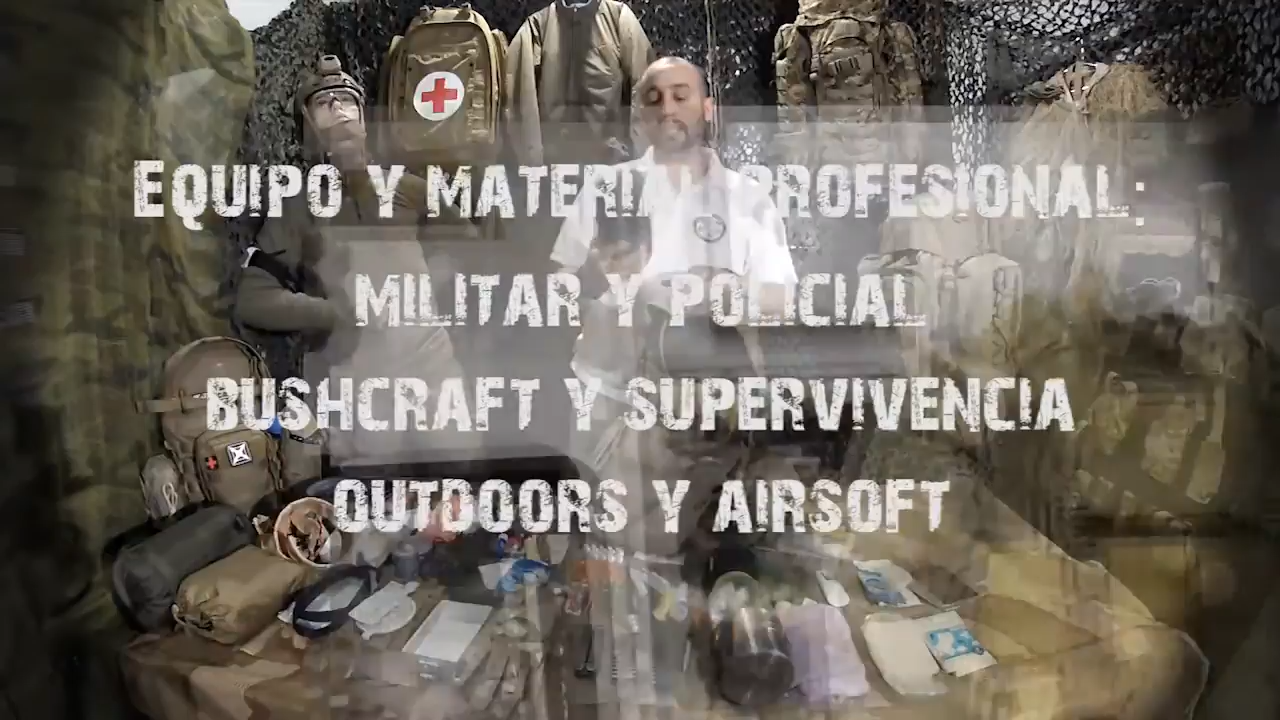 Equipo y material profesional:
militar y policial
bushcraft y supervivencia
outdoors y airsoft